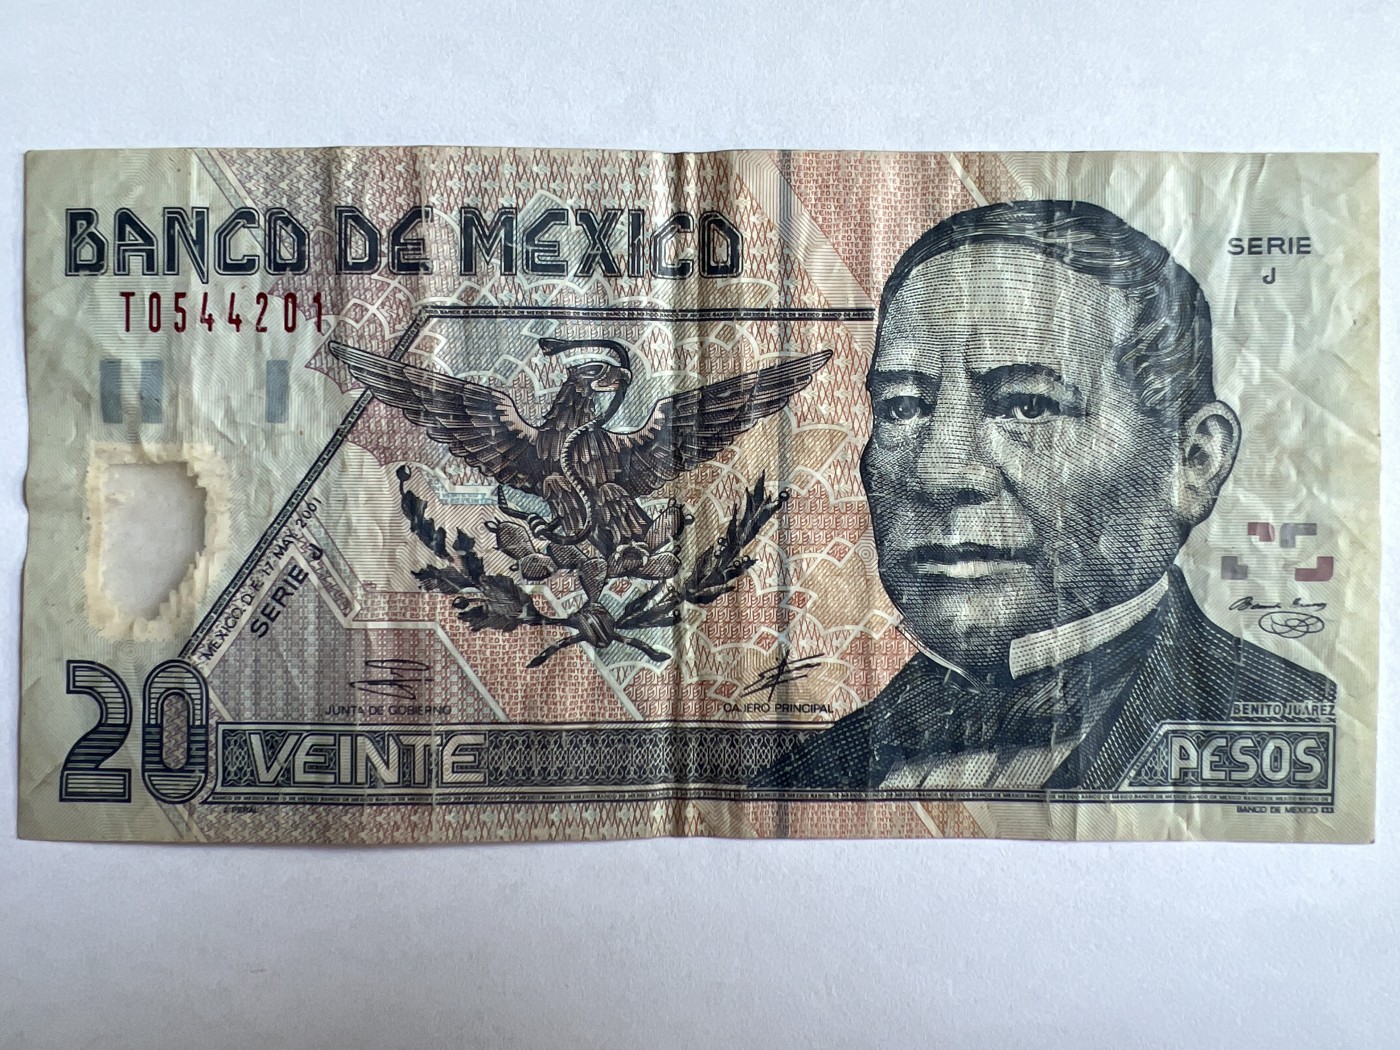 BANCO DE MEXICO
SERIE
J
T0544201
MEXICO, D.F. 17 MAY. 2001
SERIE J
JUNTA DE GOBIERNO
CAJERO PRINCIPAL
BENITO JUAREZ
20
VEINTE
PESOS
BANCO DE MEXICO